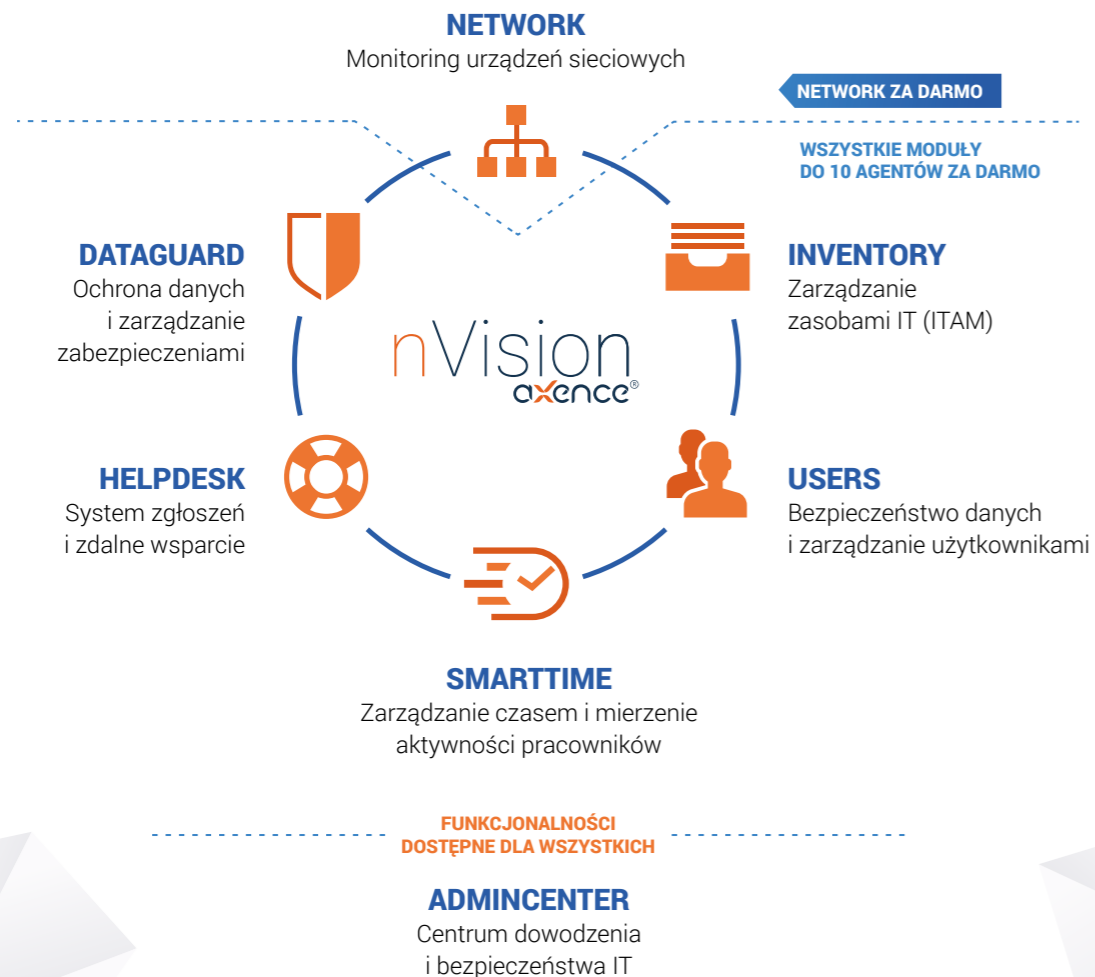 NETWORK
Monitoring urządzeń sieciowych
NETWORK ZA DARMO
WSZYSTKIE MODUŁY
DO 10 AGENTÓW ZA DARMO
DATAGUARD
Ochrona danych
i zarządzanie
zabezpieczeniami
INVENTORY
Zarządzanie
zasobami IT (ITAM)
nVision
axence®
HELPDESK
System zgłoszeń
i zdalne wsparcie
USERS
Bezpieczeństwo danych
i zarządzanie użytkownikami
SMARTTIME
Zarządzanie czasem i mierzenie
aktywności pracowników
FUNKCJONALNOŚCI
DOSTĘPNE DLA WSZYSTKICH
ADMINCENTER
Centrum dowodzenia
i bezpieczeństwa IT